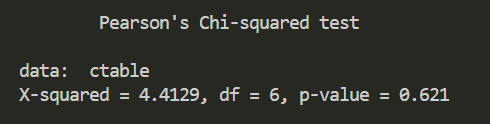 Pearson's Chi-squared test
data:  ctable
X-squared = 4.4129, df = 6, p-value = 0.621